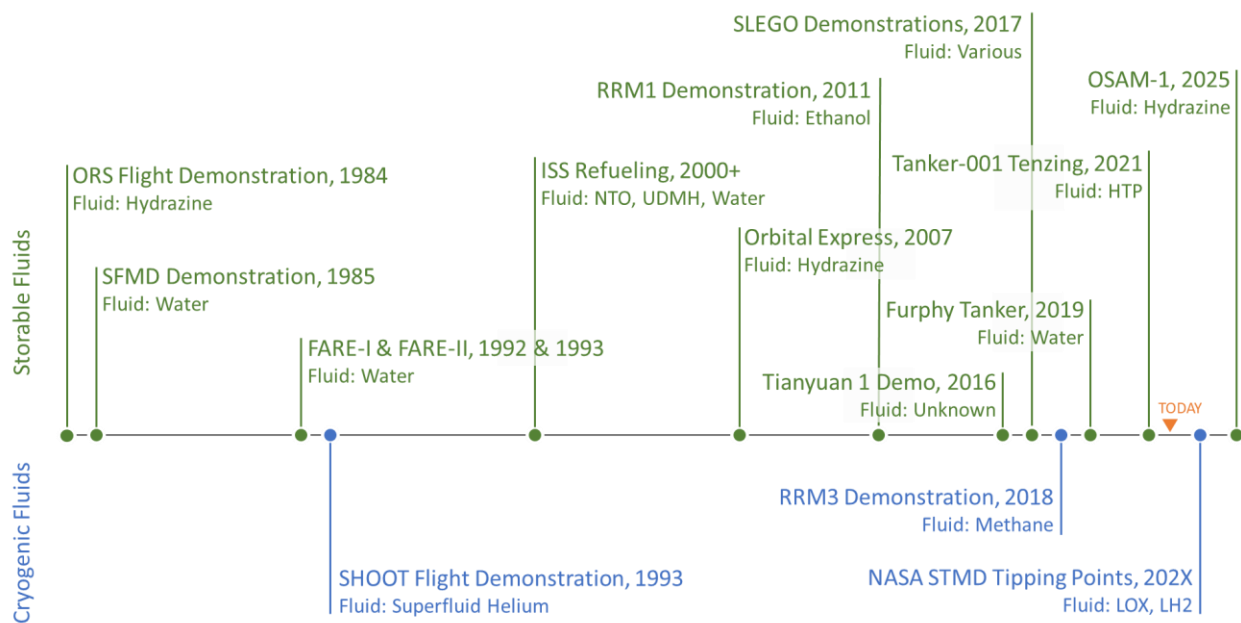 SLEGO Demonstrations, 2017
Fluid: Various
OSAM-1, 2025
Fluid: Hydrazine
RRM1 Demonstration, 2011
Fluid: Ethanol
Tanker-001 Tenzing, 2021
Fluid: HTP
ORS Flight Demonstration, 1984
Fluid: Hydrazine
ISS Refueling, 2000+
Fluid: NTO, UDMH, Water
Orbital Express, 2007
Fluid: Hydrazine
SFMD Demonstration, 1985
Fluid: Water
Furphy Tanker, 2019
Fluid: Water
FARE-I & FARE-II, 1992 & 1993
Fluid: Water
Tianyuan 1 Demo, 2016
Fluid: Unknown
TODAY
Storable Fluids
Cryogenic Fluids
RRM3 Demonstration, 2018
Fluid: Methane
SHOOT Flight Demonstration, 1993
Fluid: Superfluid Helium
NASA STMD Tipping Points, 202X
Fluid: LOX, LH2